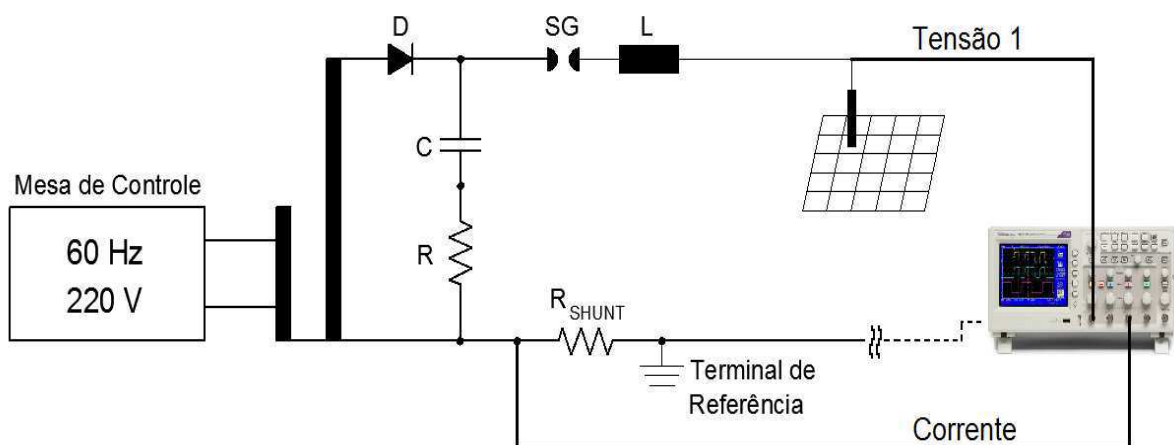 D
SG
L
Tensão 1
C
Mesa de Controle
60 Hz
220 V
R
R SHUNT
Terminal de
Referência
Corrente